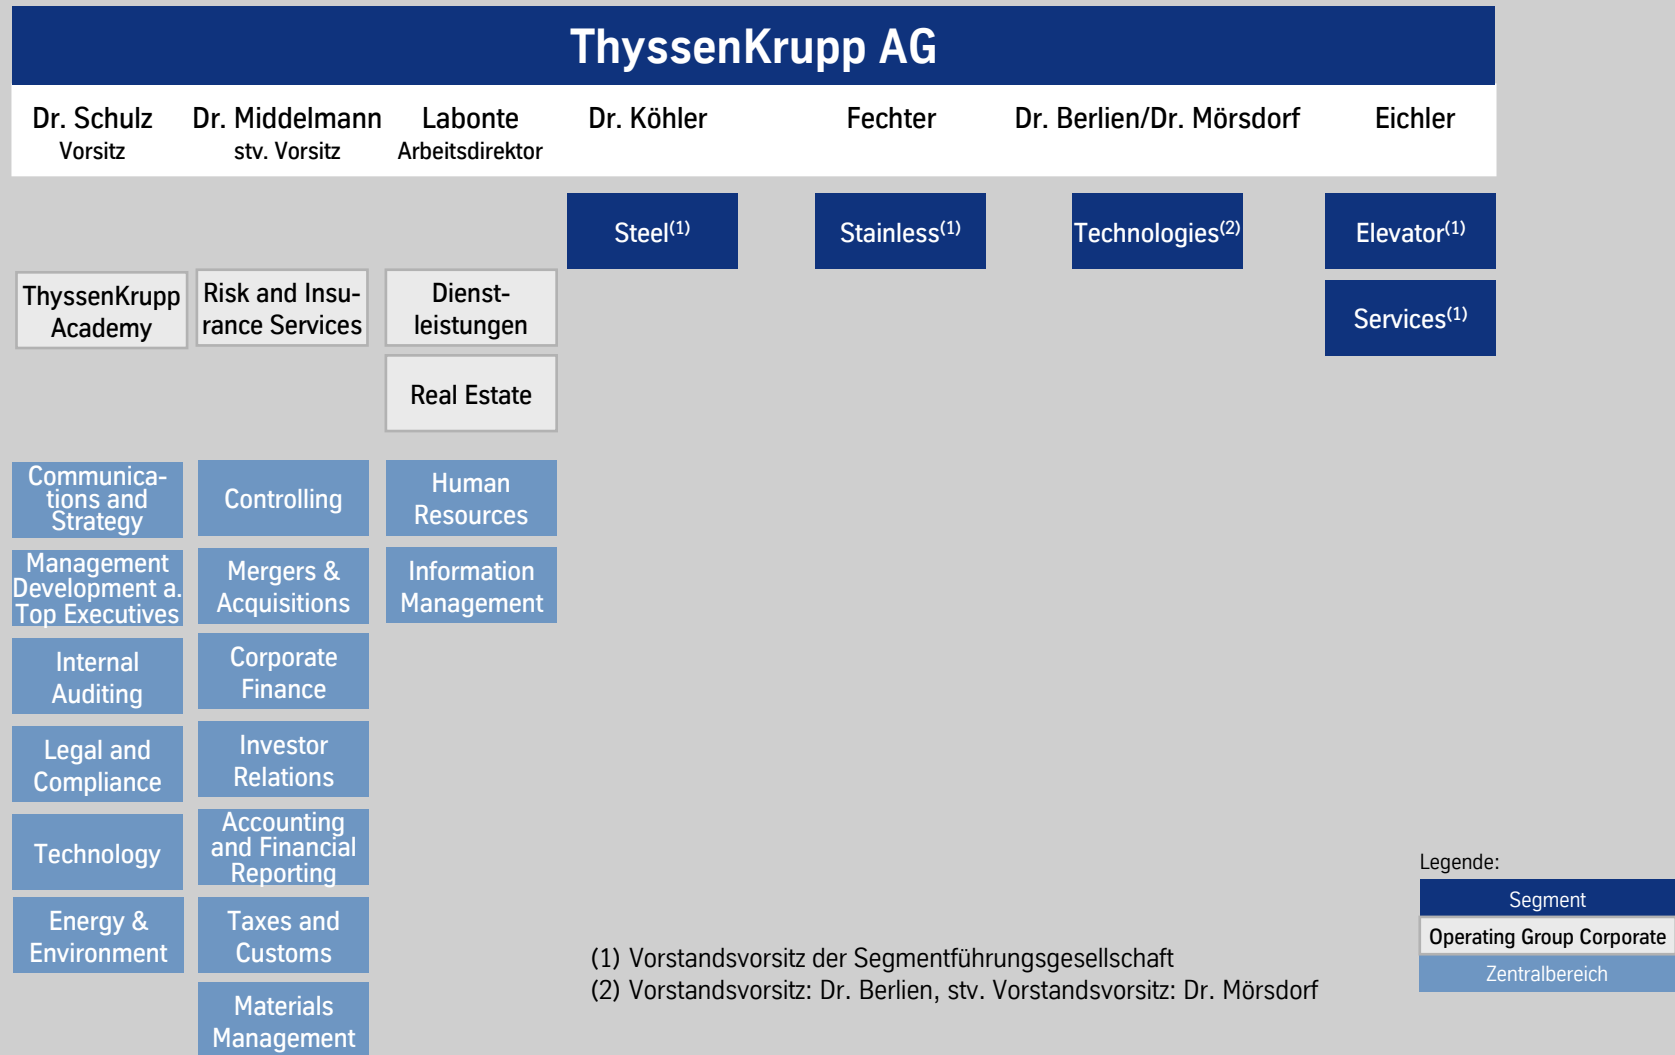 ThyssenKrupp AG
Dr. Schulz
Vorsitz
Dr. Middelmann
stv. Vorsitz
Labonte
Arbeitsdirektor
Dr. Köhler
Fechter
Dr. Berlien/Dr. Mörsdorf
Eichler
Steel(1)
Stainless(1)
Technologies(2)
Elevator(1)
Services(1)
ThyssenKrupp
Academy
Risk and Insu-
rance Services
Dienst-
leistungen
Real Estate
Communica-
tions and
Strategy
Controlling
Human
Resources
Management
Development a.
Top Executives
Mergers &
Acquisitions
Information
Management
Internal
Auditing
Corporate
Finance
Legal and
Compliance
Investor
Relations
Technology
Accounting
and Financial
Reporting
Energy &
Environment
Taxes and
Customs
Materials
Management
(1) Vorstandsvorsitz der Segmentführungsgesellschaft
(2) Vorstandsvorsitz: Dr. Berlien, stv. Vorstandsvorsitz: Dr. Mörsdorf
Legende:
Segment
Operating Group Corporate
Zentralbereich